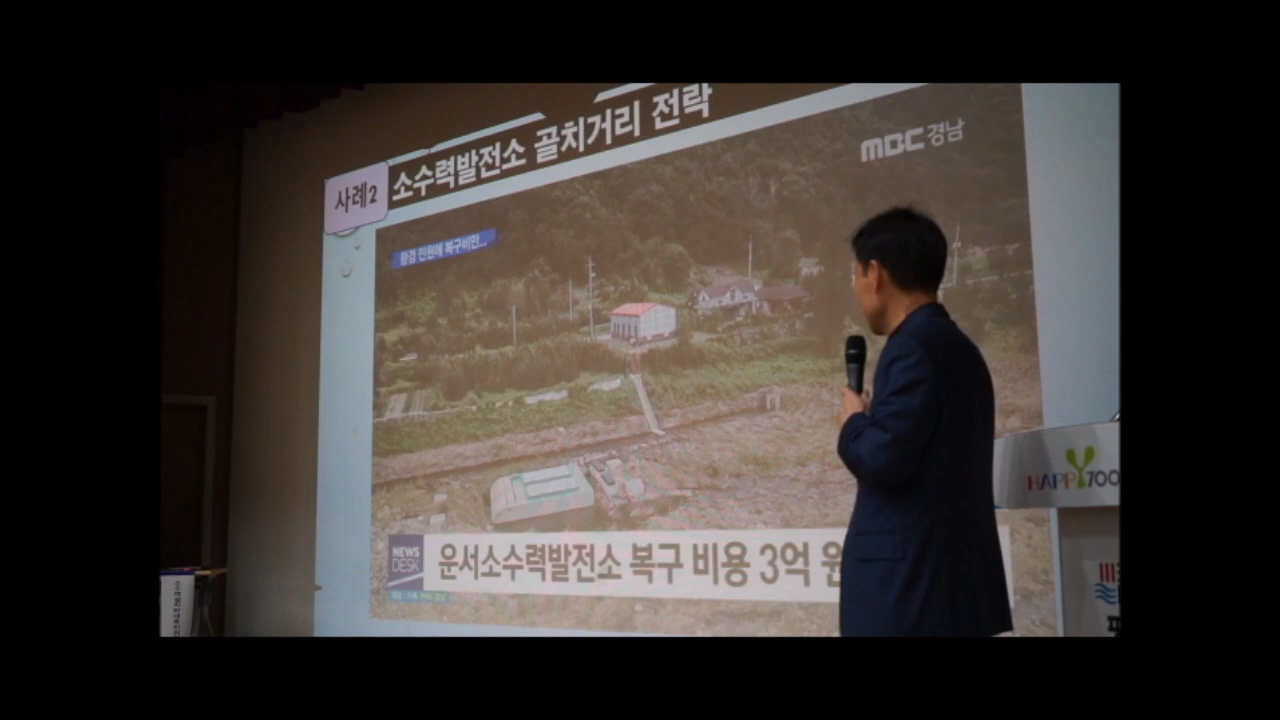 사례2
소수력발전소 골치거리 전락
MBC경남
환경 민원에 복구비만...
NEWS
DESK
운서소수력발전소 복구 비용 3억 원
HAPPY700